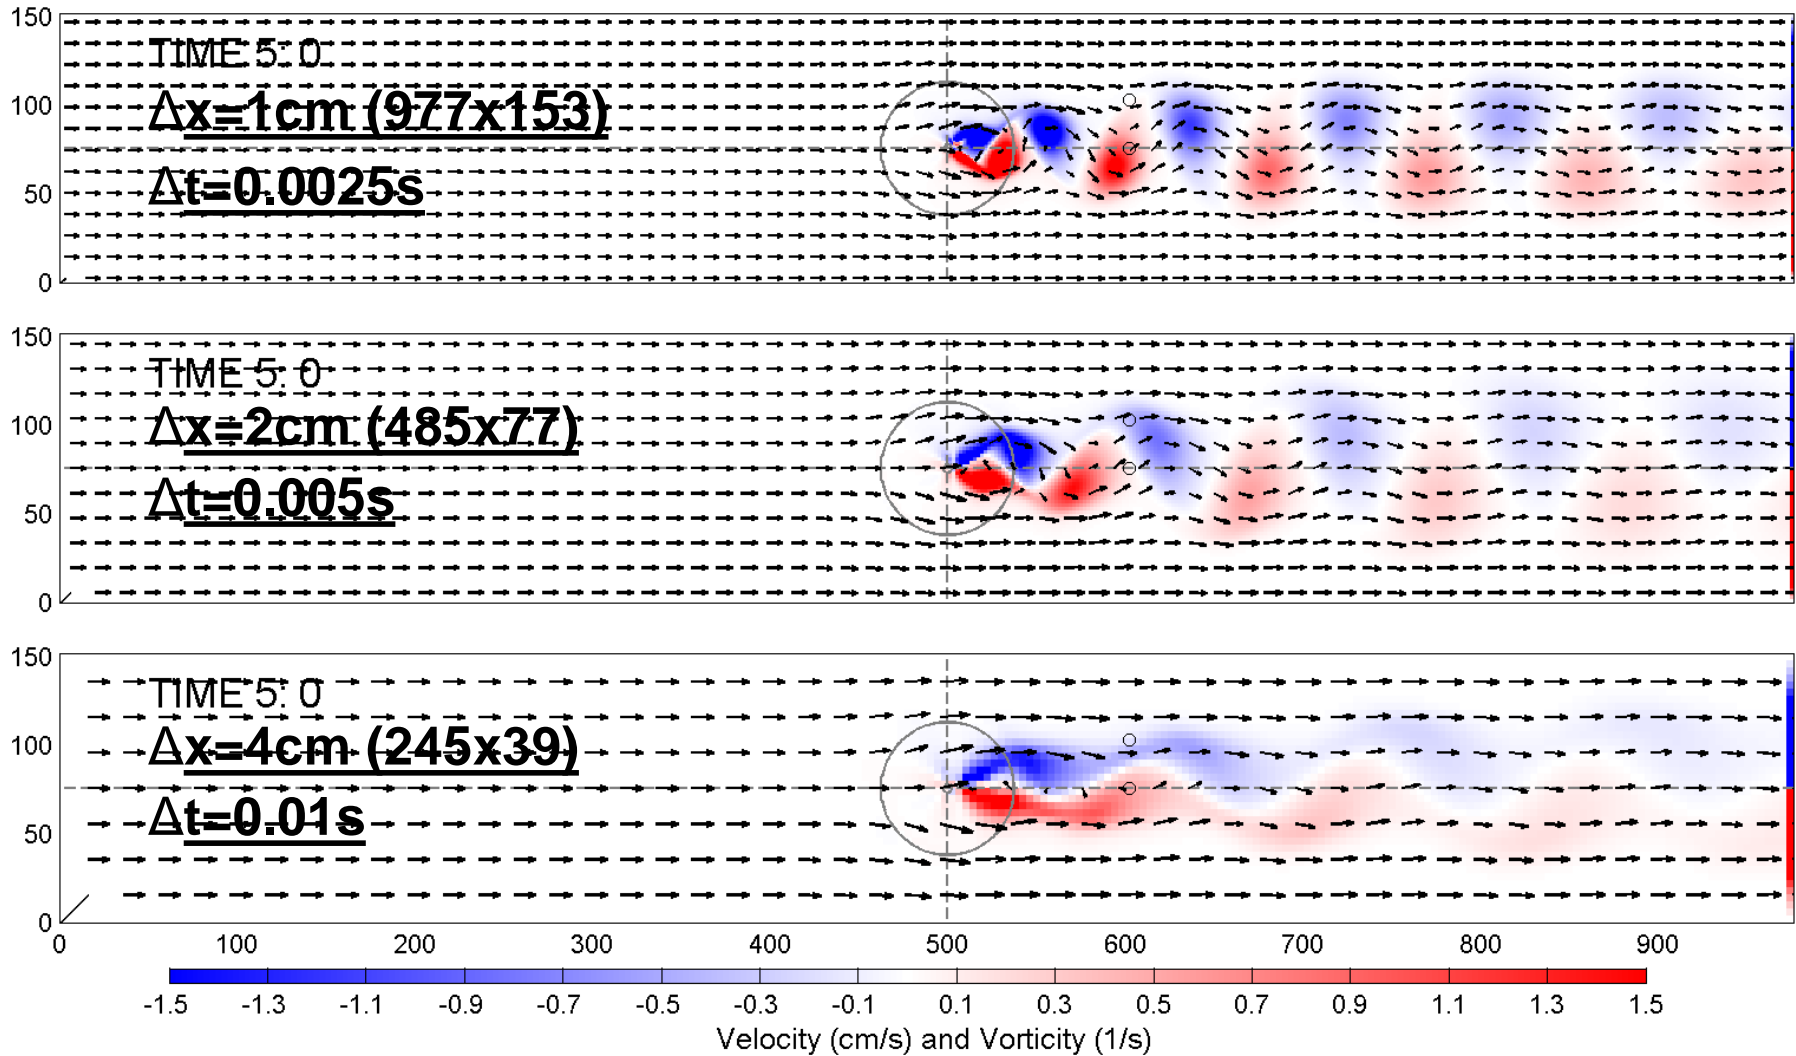 150
TIME 5: 0
Δx=1cm (977x153)
100
Δt=0.0025s
50
0
150
TIME 5: 0
Δx=2cm (485x77)
100
Δt=0.005s
50
0
150
TIME 5: 0
Δx=4cm (245x39)
100
Δt=0.01s
50
0
0 100 200 300 400 500 600 700 800 900
-1.5 -1.3 -1.1 -0.9 -0.7 -0.5 -0.3 -0.1 0.1 0.3 0.5 0.7 0.9 1.1 1.3 1.5
Velocity (cm/s) and Vorticity (1/s)